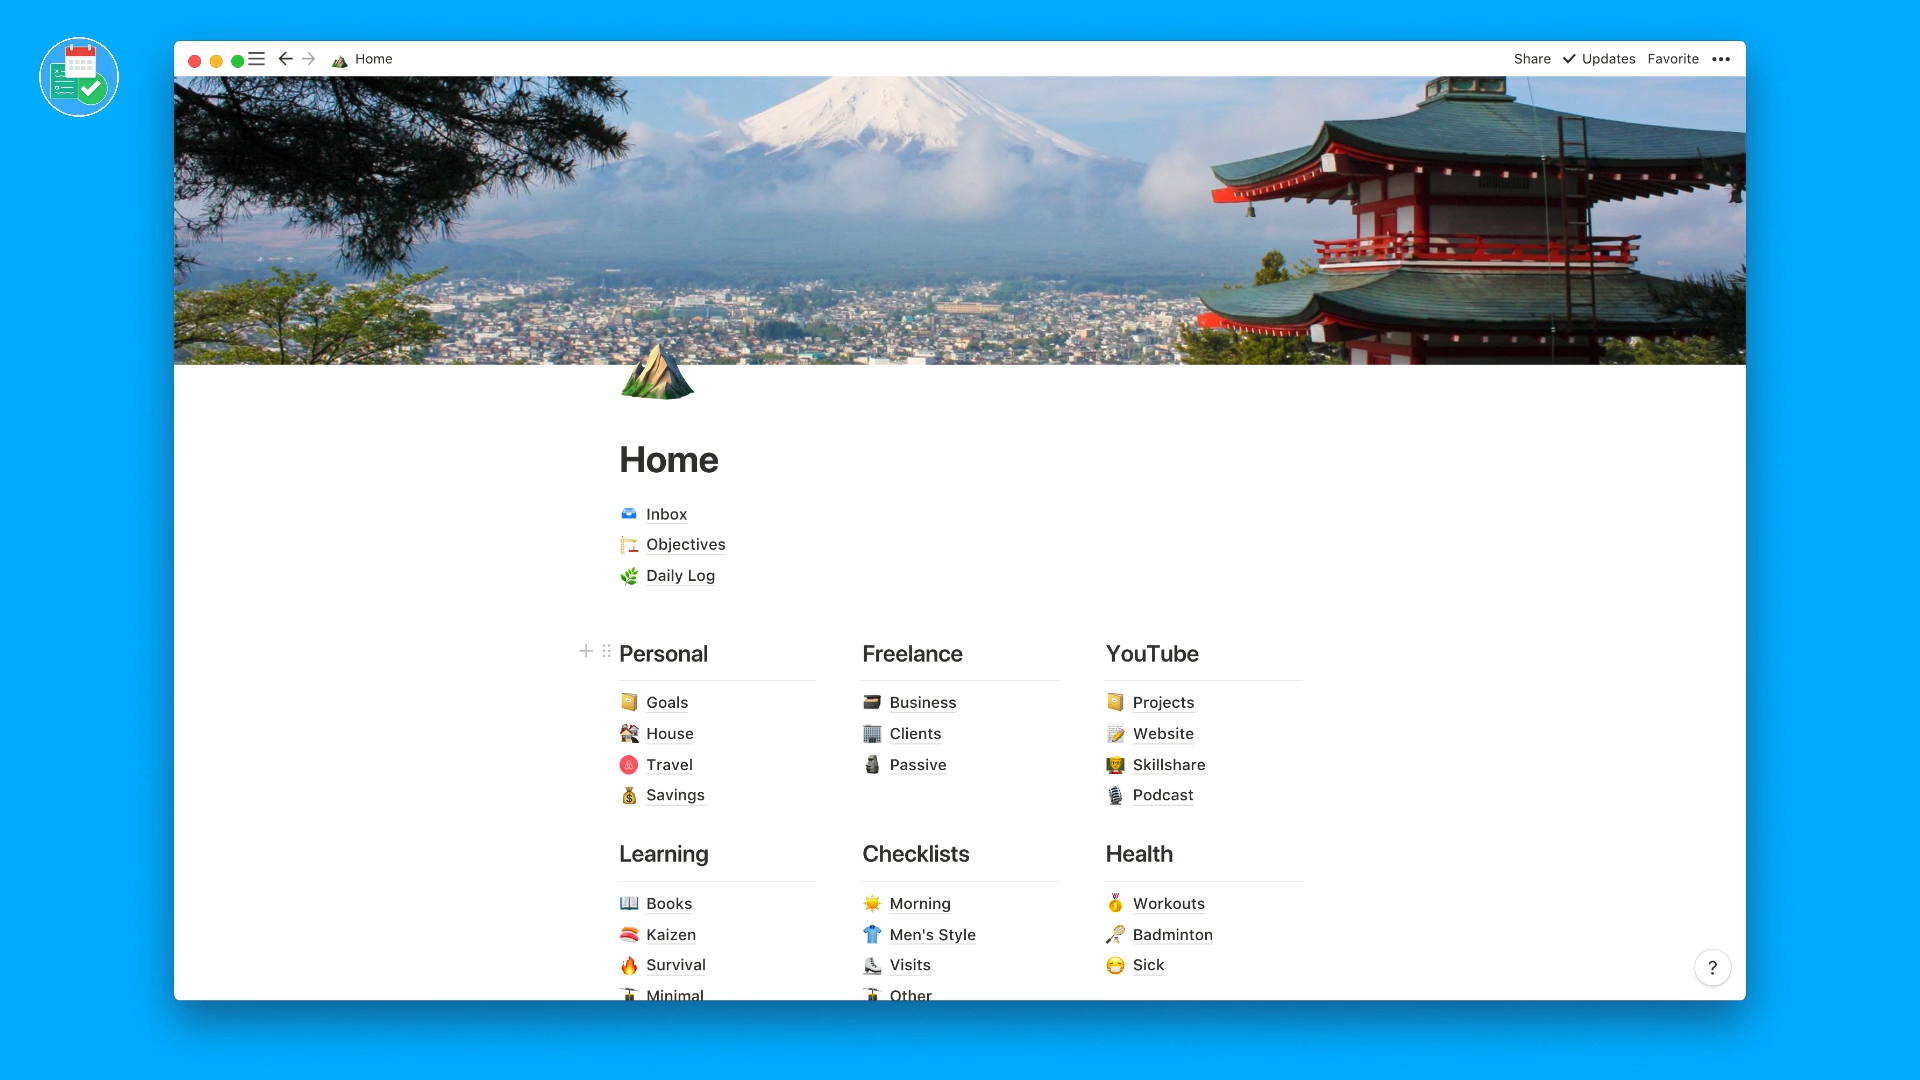 Home
Share ✓ Updates Favorite •••
Home
Inbox
Objectives
Daily Log
Personal
Goals
House
Travel
Savings
Freelance
Business
Clients
Passive
YouTube
Projects
Website
Skillshare
Podcast
Learning
Books
Kaizen
Survival
Minimal
Checklists
Morning
Men's Style
Visits
Other
Health
Workouts
Badminton
Sick
?